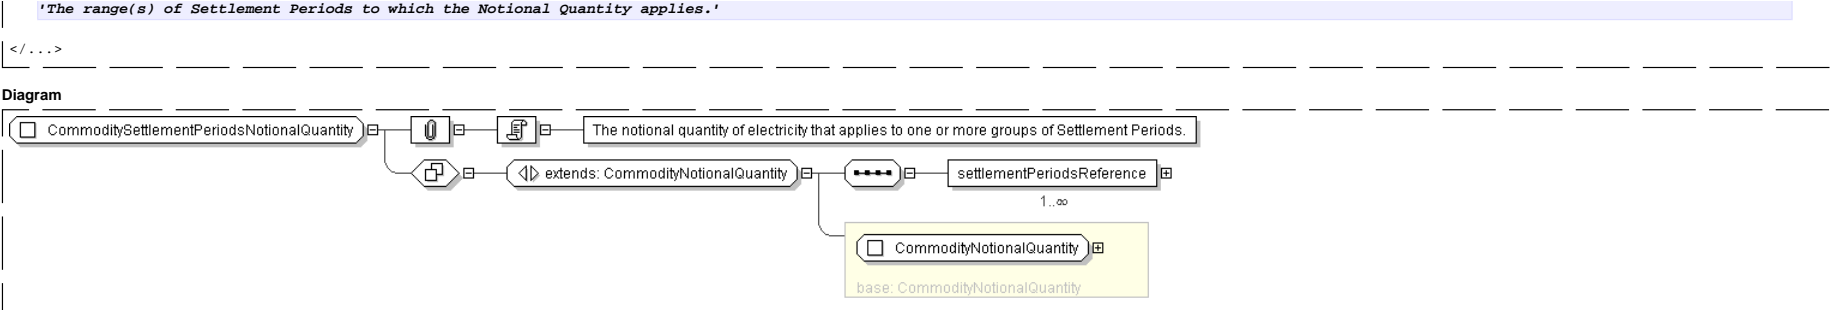 'The range(s) of Settlement Periods to which the Notional Quantity applies.'
</...>
Diagram
CommoditySettlementPeriodsNotionalQuantity
The notional quantity of electricity that applies to one or more groups of Settlement Periods.
extends: CommodityNotionalQuantity
settlementPeriodsReference
1..∞
CommodityNotionalQuantity
base: CommodityNotionalQuantity